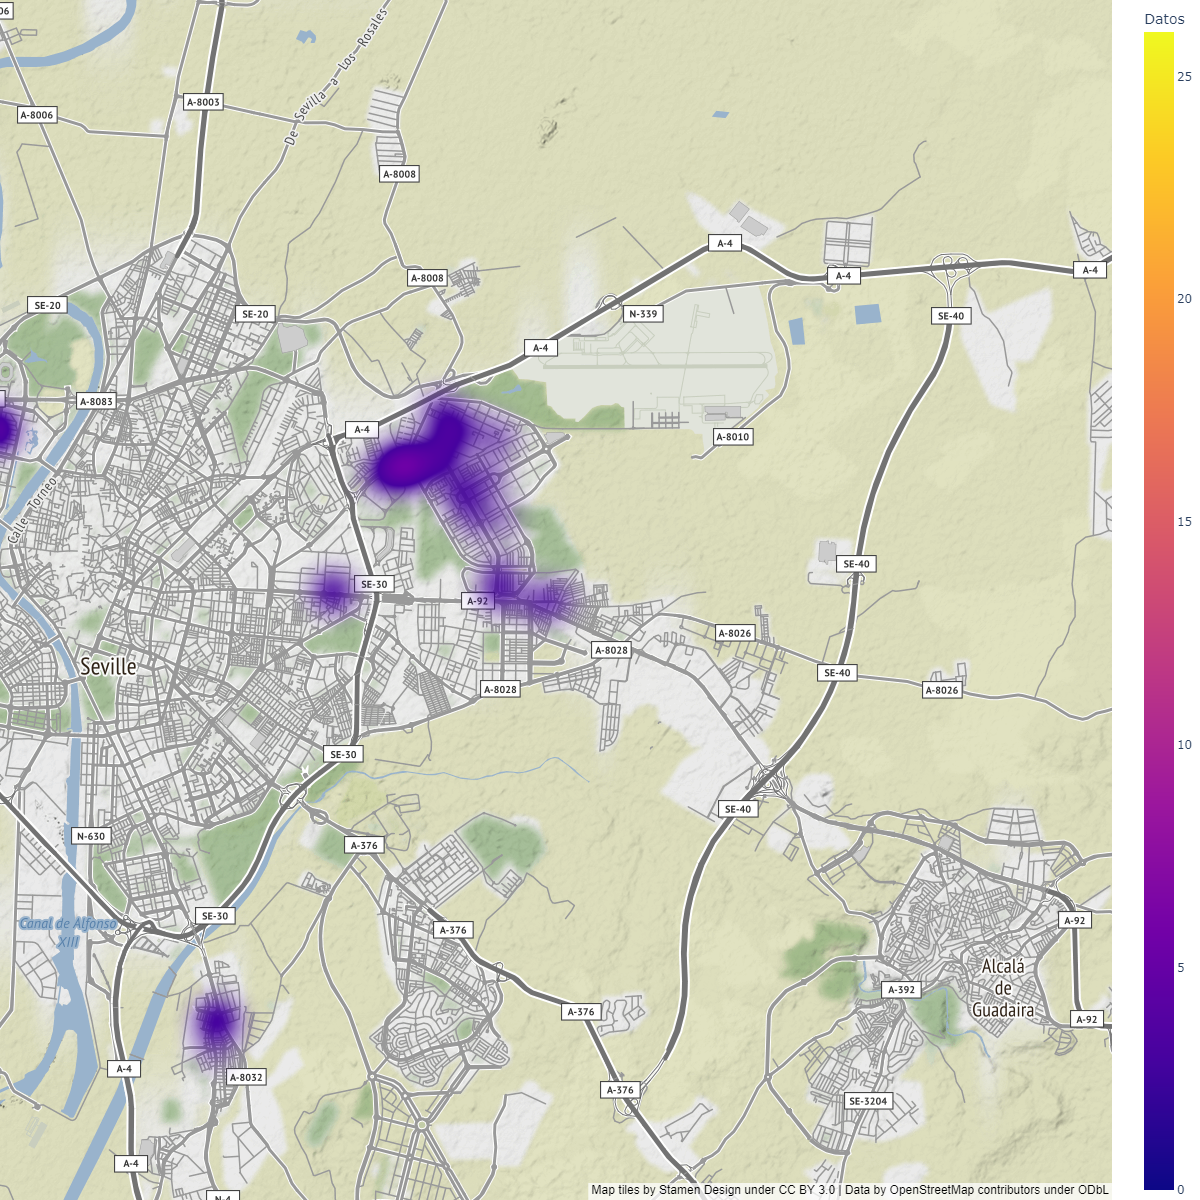 Datos
25
20
15
10
5
0
06
A-8003
A-8006
De Sevilla a Los Rosales
A-8008
A-4
A-8008
A-4
A-4
SE-20
SE-20
N-339
SE-40
A-4
A-8083
A-4
A-8010
Calle Torneo
SE-40
SE-30
A-92
A-8026
A-8028
Seville
SE-40
A-8028
A-8026
SE-30
SE-40
N-630
A-376
SE-30
A-92
Canal de Alfonso
XIII
A-376
Alcalá
de
Guadaira
A-392
A-376
A-92
A-4
A-8032
A-376
SE-3204
A-4
N-4
Map tiles by Stamen Design under CC BY 3.0 | Data by OpenStreetMap contributors under ODbL